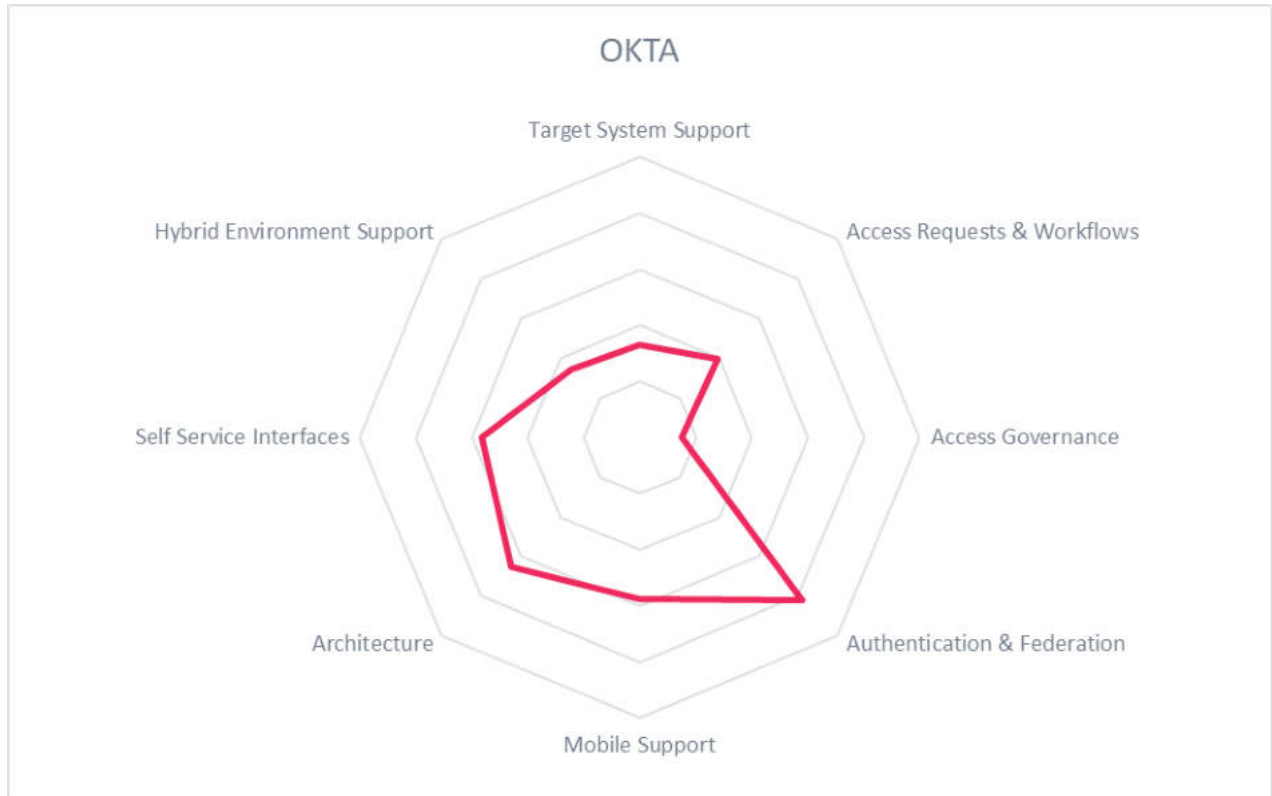 OKTA
Target System Support
Hybrid Environment Support
Access Requests & Workflows
Self Service Interfaces
Access Governance
Architecture
Authentication & Federation
Mobile Support